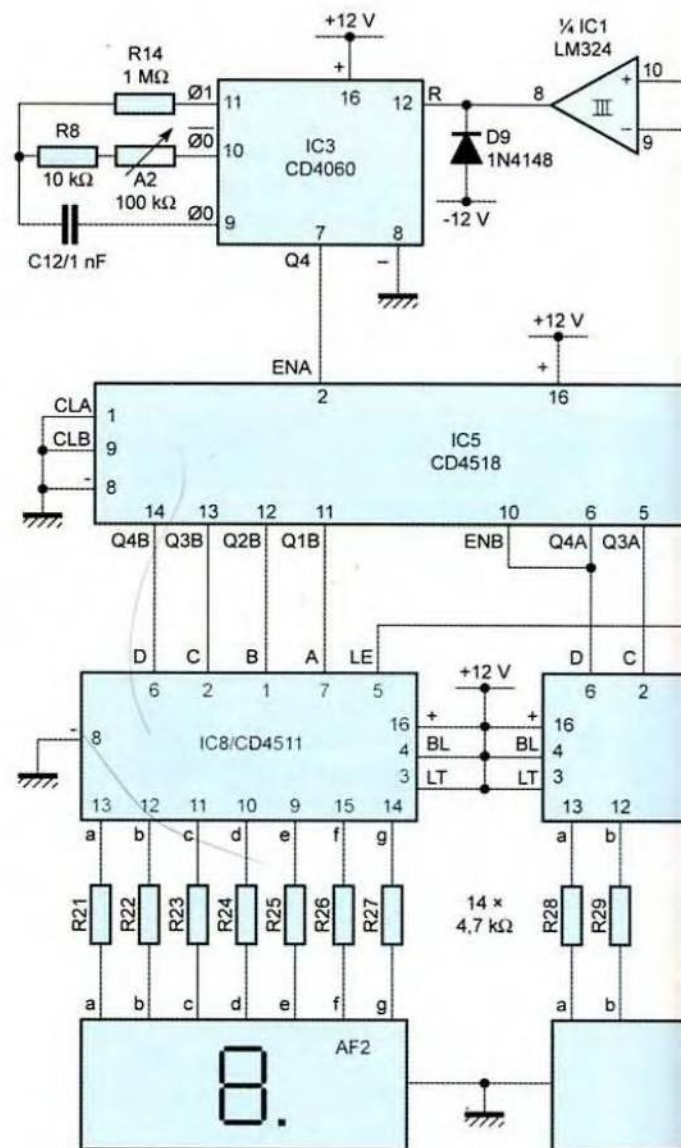 +12 V
¼ IC1
LM324
R14
1 MΩ
Ø1
11
+
16
12
R
8
+
10
III
−
9
R8
10 kΩ
A2
100 kΩ
Ø0
10
IC3
CD4060
D9
1N4148
Ø0
9
C12/1 nF
7
8
-12 V
Q4
−
+12 V
ENA
2
+
16
CLA
1
CLB
9
-
8
IC5
CD4518
14
13
12
11
10
6
5
Q4B
Q3B
Q2B
Q1B
ENB
Q4A
Q3A
D
C
B
A
LE
+12 V
D
C
6
2
1
7
5
6
2
-
8
IC8/CD4511
16
+
+
16
4
BL
BL
4
3
LT
LT
3
13
12
11
10
9
15
14
13
12
a
b
c
d
e
f
g
a
b
R21
R22
R23
R24
R25
R26
R27
14 ×
4,7 kΩ
R28
R29
a
b
c
d
e
f
g
a
b
AF2
8.